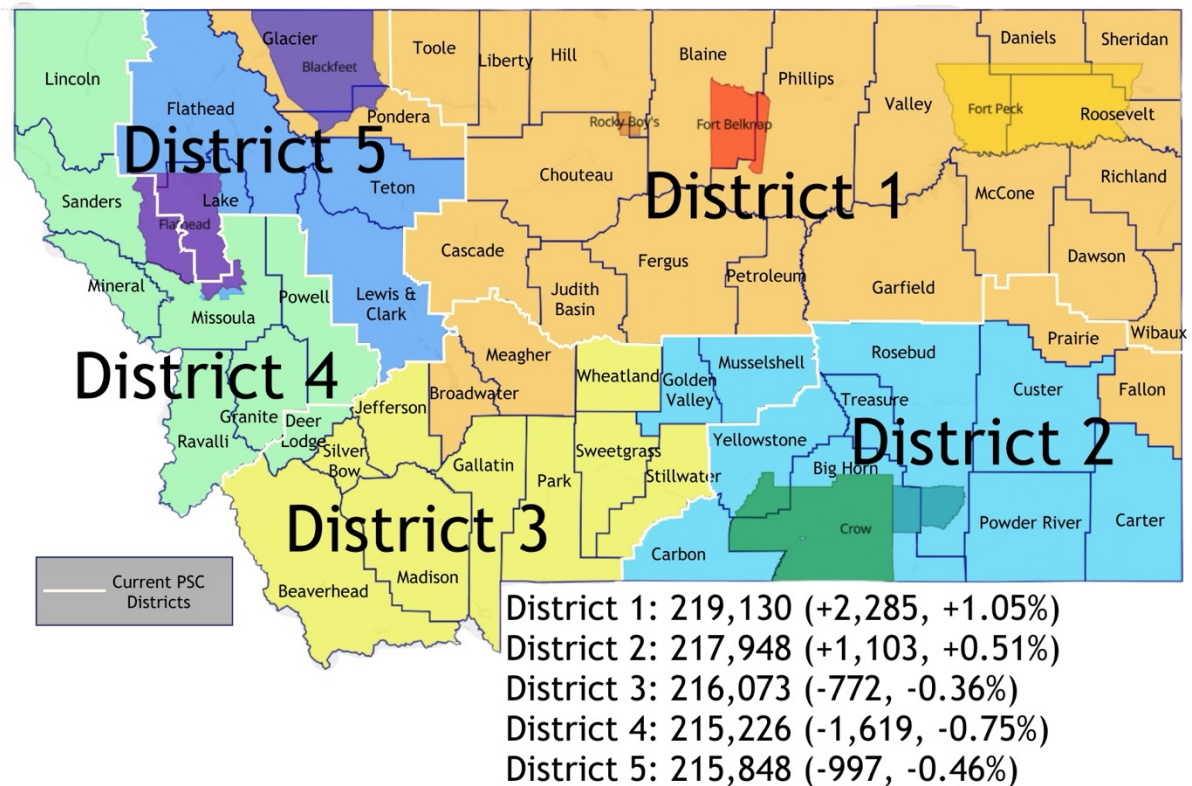 Glacier
Toole
Liberty
Hill
Blaine
Daniels
Sheridan
Lincoln
Blackfeet
Phillips
Flathead
Pondera
Rocky Boy's
Fort Belknap
Valley
Fort Peck
Roosevelt
District 5
Sanders
Lake
Teton
Chouteau
District 1
McCone
Richland
Flathead
Cascade
Fergus
Petroleum
Dawson
Mineral
Powell
Lewis &
Clark
Judith
Basin
Garfield
Missoula
Wibaux
Prairie
District 4
Meagher
Wheatland
Golden
Valley
Musselshell
Rosebud
Custer
Fallon
Broadwater
Jefferson
Treasure
Granite
Deer
Lodge
Ravalli
Silver
Bow
Gallatin
Park
Sweetgrass
Stillwater
Yellowstone
District 2
Big Horn
District 3
Crow
Powder River
Carter
Carbon
Beaverhead
Madison
Current PSC
Districts
District 1: 219,130 (+2,285, +1.05%)
District 2: 217,948 (+1,103, +0.51%)
District 3: 216,073 (-772, -0.36%)
District 4: 215,226 (-1,619, -0.75%)
District 5: 215,848 (-997, -0.46%)